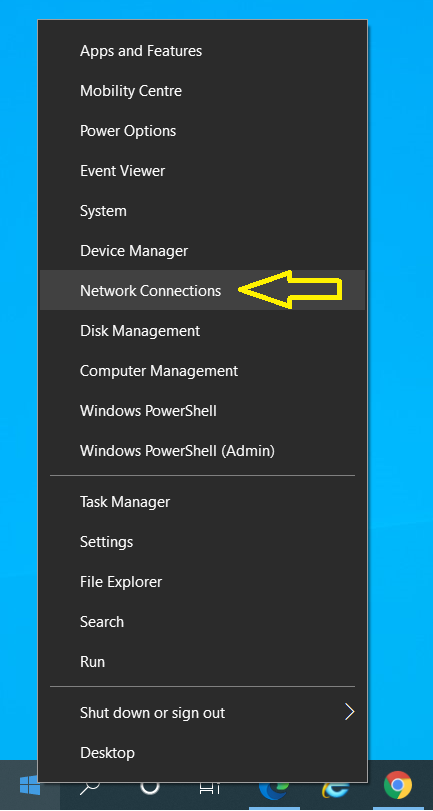 Apps and Features
Mobility Centre
Power Options
Event Viewer
System
Device Manager
Network Connections
Disk Management
Computer Management
Windows PowerShell
Windows PowerShell (Admin)
Task Manager
Settings
File Explorer
Search
Run
Shut down or sign out
Desktop